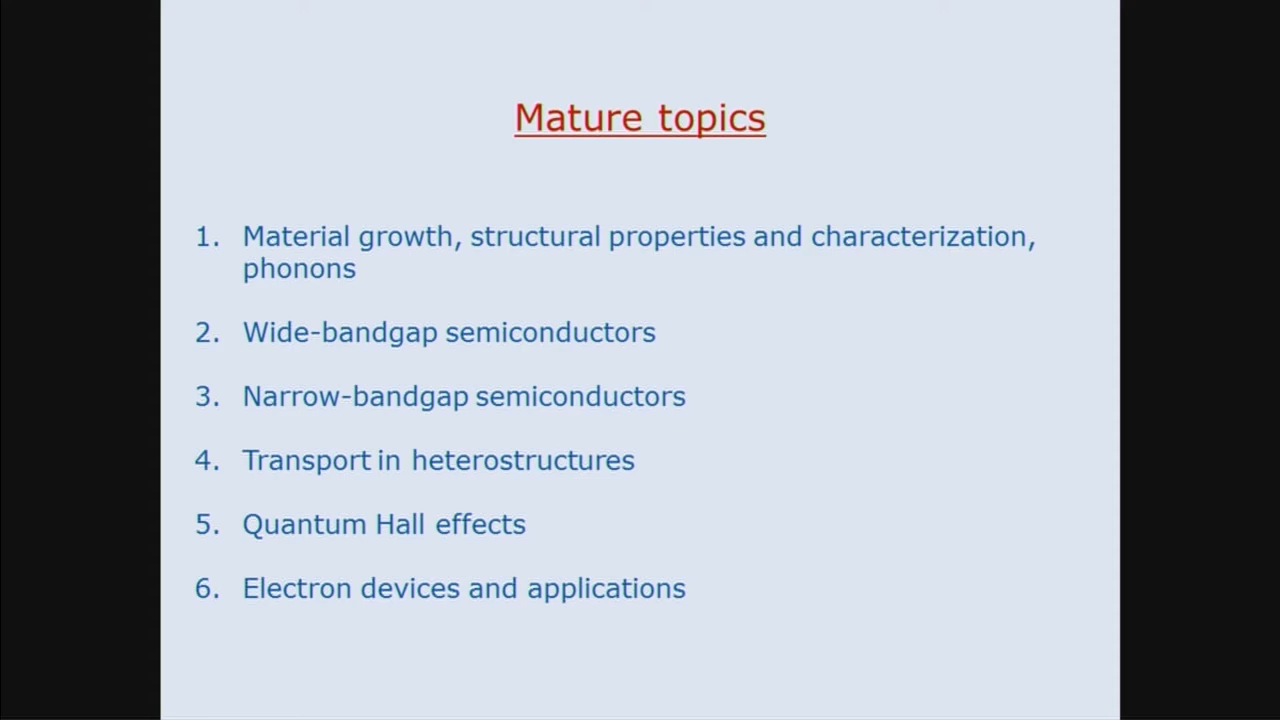 Mature topics
1. Material growth, structural properties and characterization,
phonons
2. Wide-bandgap semiconductors
3. Narrow-bandgap semiconductors
4. Transport in heterostructures
5. Quantum Hall effects
6. Electron devices and applications